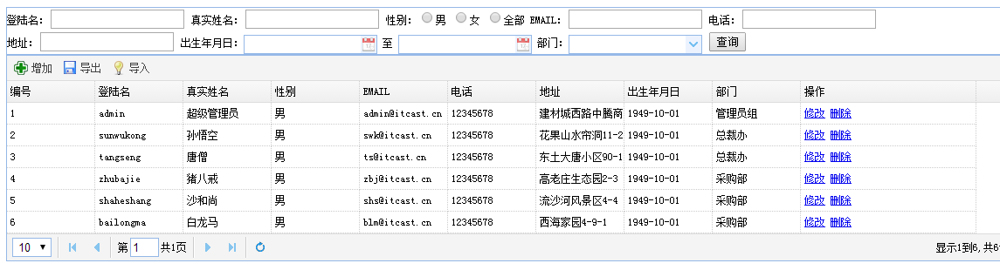 登陆名： 真实姓名： 性别： 男 女 全部 EMAIL： 电话：
地址： 出生年月日： 至 部门： 查询
增加 导出 导入
编号 登陆名 真实姓名 性别 EMAIL 电话 地址 出生年月日 部门 操作
1 admin 超级管理员 男 admin@itcast.cn 12345678 建材城西路中腾商 1949-10-01 管理员组 修改 删除
2 sunwukong 孙悟空 男 swk@itcast.cn 12345678 花果山水帘洞11-2 1949-10-01 总裁办 修改 删除
3 tangseng 唐僧 男 ts@itcast.cn 12345678 东土大唐小区90-1 1949-10-01 总裁办 修改 删除
4 zhubajie 猪八戒 男 zbj@itcast.cn 12345678 高老庄生态园2-3 1949-10-01 采购部 修改 删除
5 shaheshang 沙和尚 男 shs@itcast.cn 12345678 流沙河风景区4-4 1949-10-01 采购部 修改 删除
6 bailongma 白龙马 男 blm@itcast.cn 12345678 西海家园4-9-1 1949-10-01 采购部 修改 删除
10 第 1 共1页 显示1到6,共6